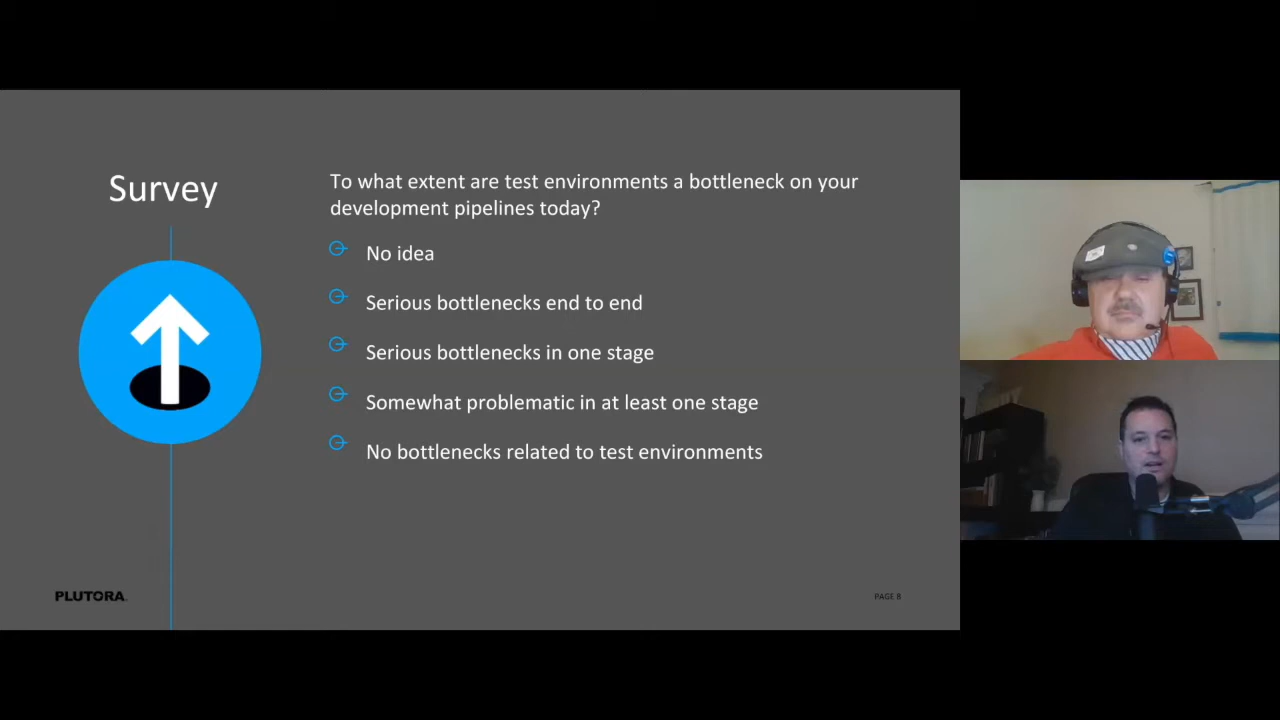 Survey
To what extent are test environments a bottleneck on your
development pipelines today?
No idea
Serious bottlenecks end to end
Serious bottlenecks in one stage
Somewhat problematic in at least one stage
No bottlenecks related to test environments
PLUTORA
PAGE 8